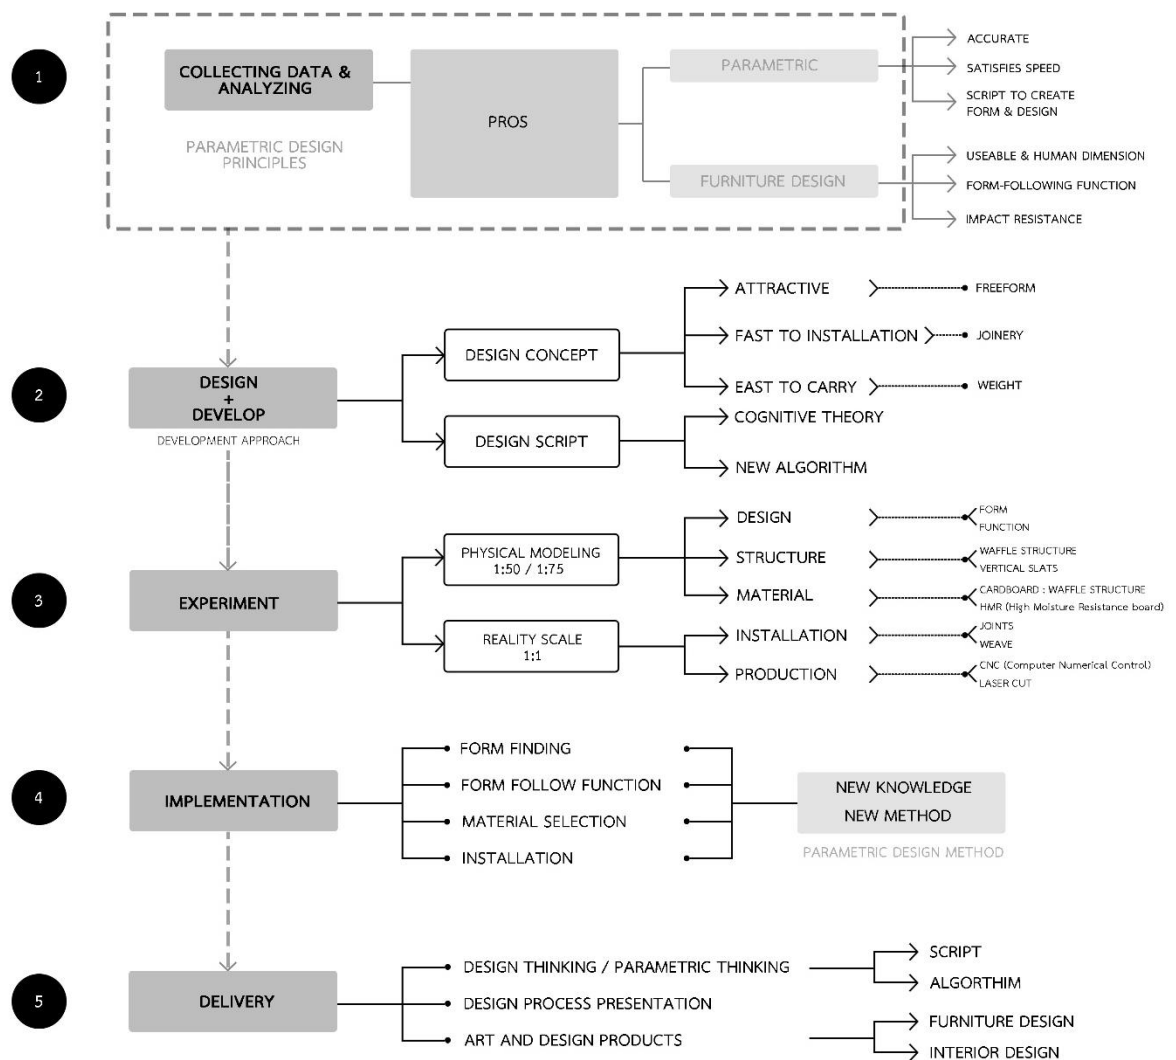 1
COLLECTING DATA &
ANALYZING
PARAMETRIC DESIGN
PRINCIPLES
PROS
PARAMETRIC
ACCURATE
SATISFIES SPEED
SCRIPT TO CREATE
FORM & DESIGN
FURNITURE DESIGN
USEABLE & HUMAN DIMENSION
FORM-FOLLOWING FUNCTION
IMPACT RESISTANCE
2
DESIGN
+
DEVELOP
DEVELOPMENT APPROACH
DESIGN CONCEPT
ATTRACTIVE
FREEFORM
FAST TO INSTALLATION
JOINERY
EAST TO CARRY
WEIGHT
DESIGN SCRIPT
COGNITIVE THEORY
NEW ALGORITHM
3
EXPERIMENT
PHYSICAL MODELING
1:50 / 1:75
DESIGN
FORM
FUNCTION
STRUCTURE
WAFFLE STRUCTURE
VERTICAL SLATS
MATERIAL
CARDBOARD : WAFFLE STRUCTURE
HMR (High Moisture Resistance board)
REALITY SCALE
1:1
INSTALLATION
JOINTS
WEAVE
PRODUCTION
CNC (Computer Numerical Control)
LASER CUT
4
IMPLEMENTATION
FORM FINDING
FORM FOLLOW FUNCTION
MATERIAL SELECTION
INSTALLATION
NEW KNOWLEDGE
NEW METHOD
PARAMETRIC DESIGN METHOD
5
DELIVERY
DESIGN THINKING / PARAMETRIC THINKING
SCRIPT
ALGORTHIM
DESIGN PROCESS PRESENTATION
ART AND DESIGN PRODUCTS
FURNITURE DESIGN
INTERIOR DESIGN